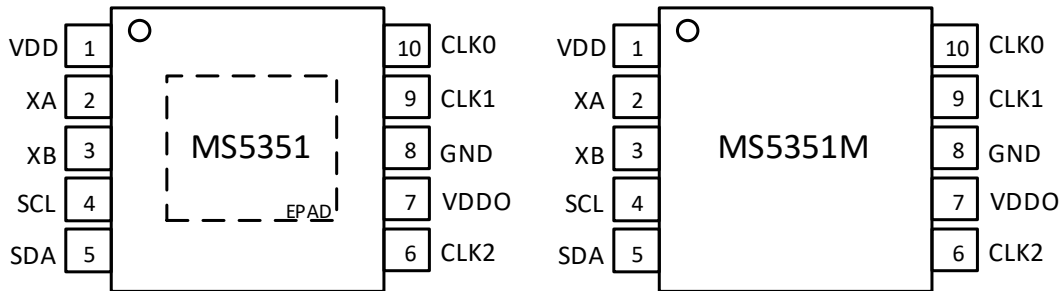 VDD 1 10 CLK0
XA 2 9 CLK1
XB 3 MS5351 8 GND
SCL 4 7 VDDO
EPAD
SDA 5 6 CLK2
VDD 1 10 CLK0
XA 2 9 CLK1
XB 3 MS5351M 8 GND
SCL 4 7 VDDO
SDA 5 6 CLK2